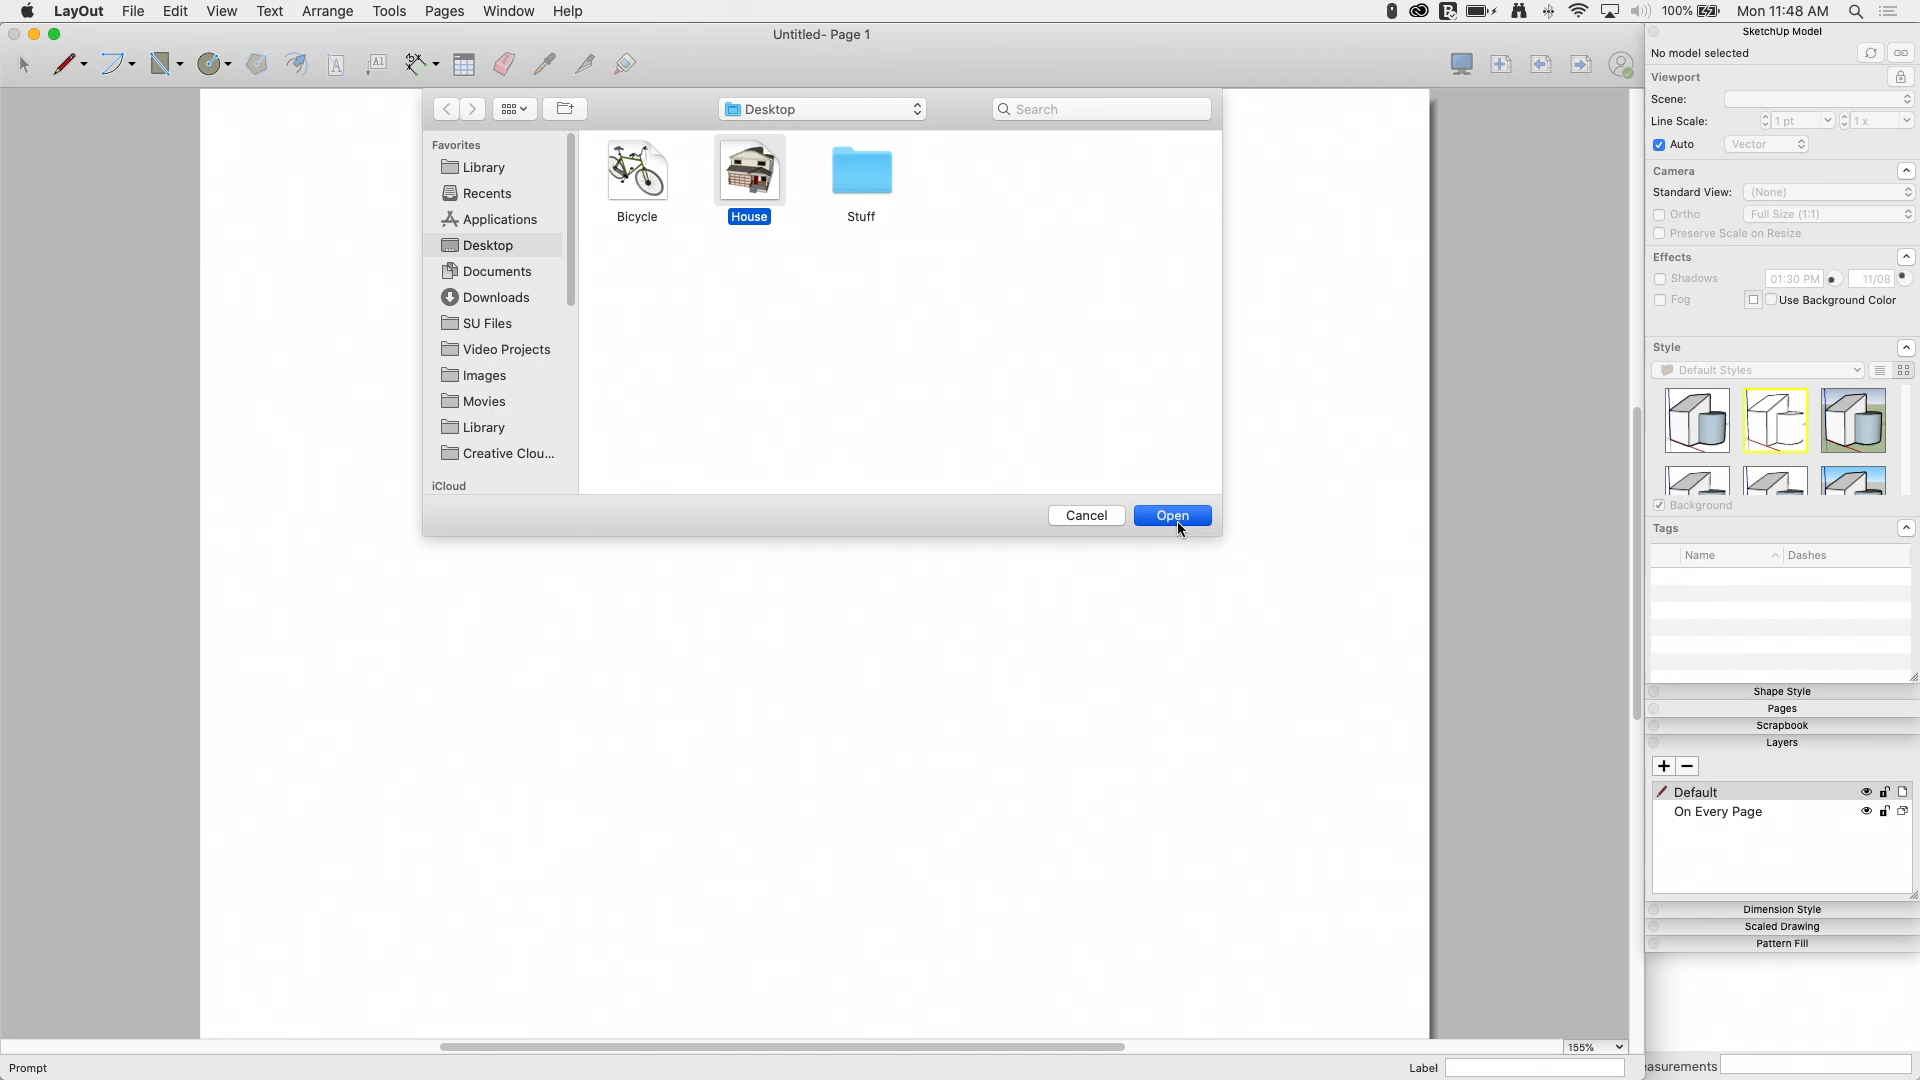 LayOut File Edit View Text Arrange Tools Pages Window Help
100% Mon 11:48 AM
Untitled- Page 1
Desktop
Search
Favorites
Library
Recents
Applications
Desktop
Documents
Downloads
SU Files
Video Projects
Images
Movies
Library
Creative Clou...
iCloud
Bicycle
House
Stuff
Cancel
Open
SketchUp Model
No model selected
Viewport
Scene:
Line Scale: 1 pt 1 x
Auto Vector
Camera
Standard View: (None)
Ortho Full Size (1:1)
Preserve Scale on Resize
Effects
Shadows 01:30 PM 11/08
Fog Use Background Color
Style
Default Styles
Background
Tags
Name Dashes
Shape Style
Pages
Scrapbook
Layers
Default
On Every Page
Dimension Style
Scaled Drawing
Pattern Fill
155%
Prompt
Label
easurements